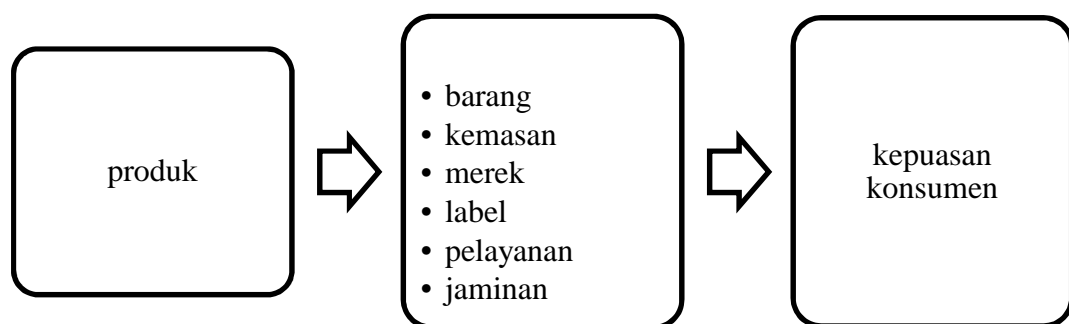 produk
• barang
• kemasan
• merek
• label
• pelayanan
• jaminan
kepuasan
konsumen